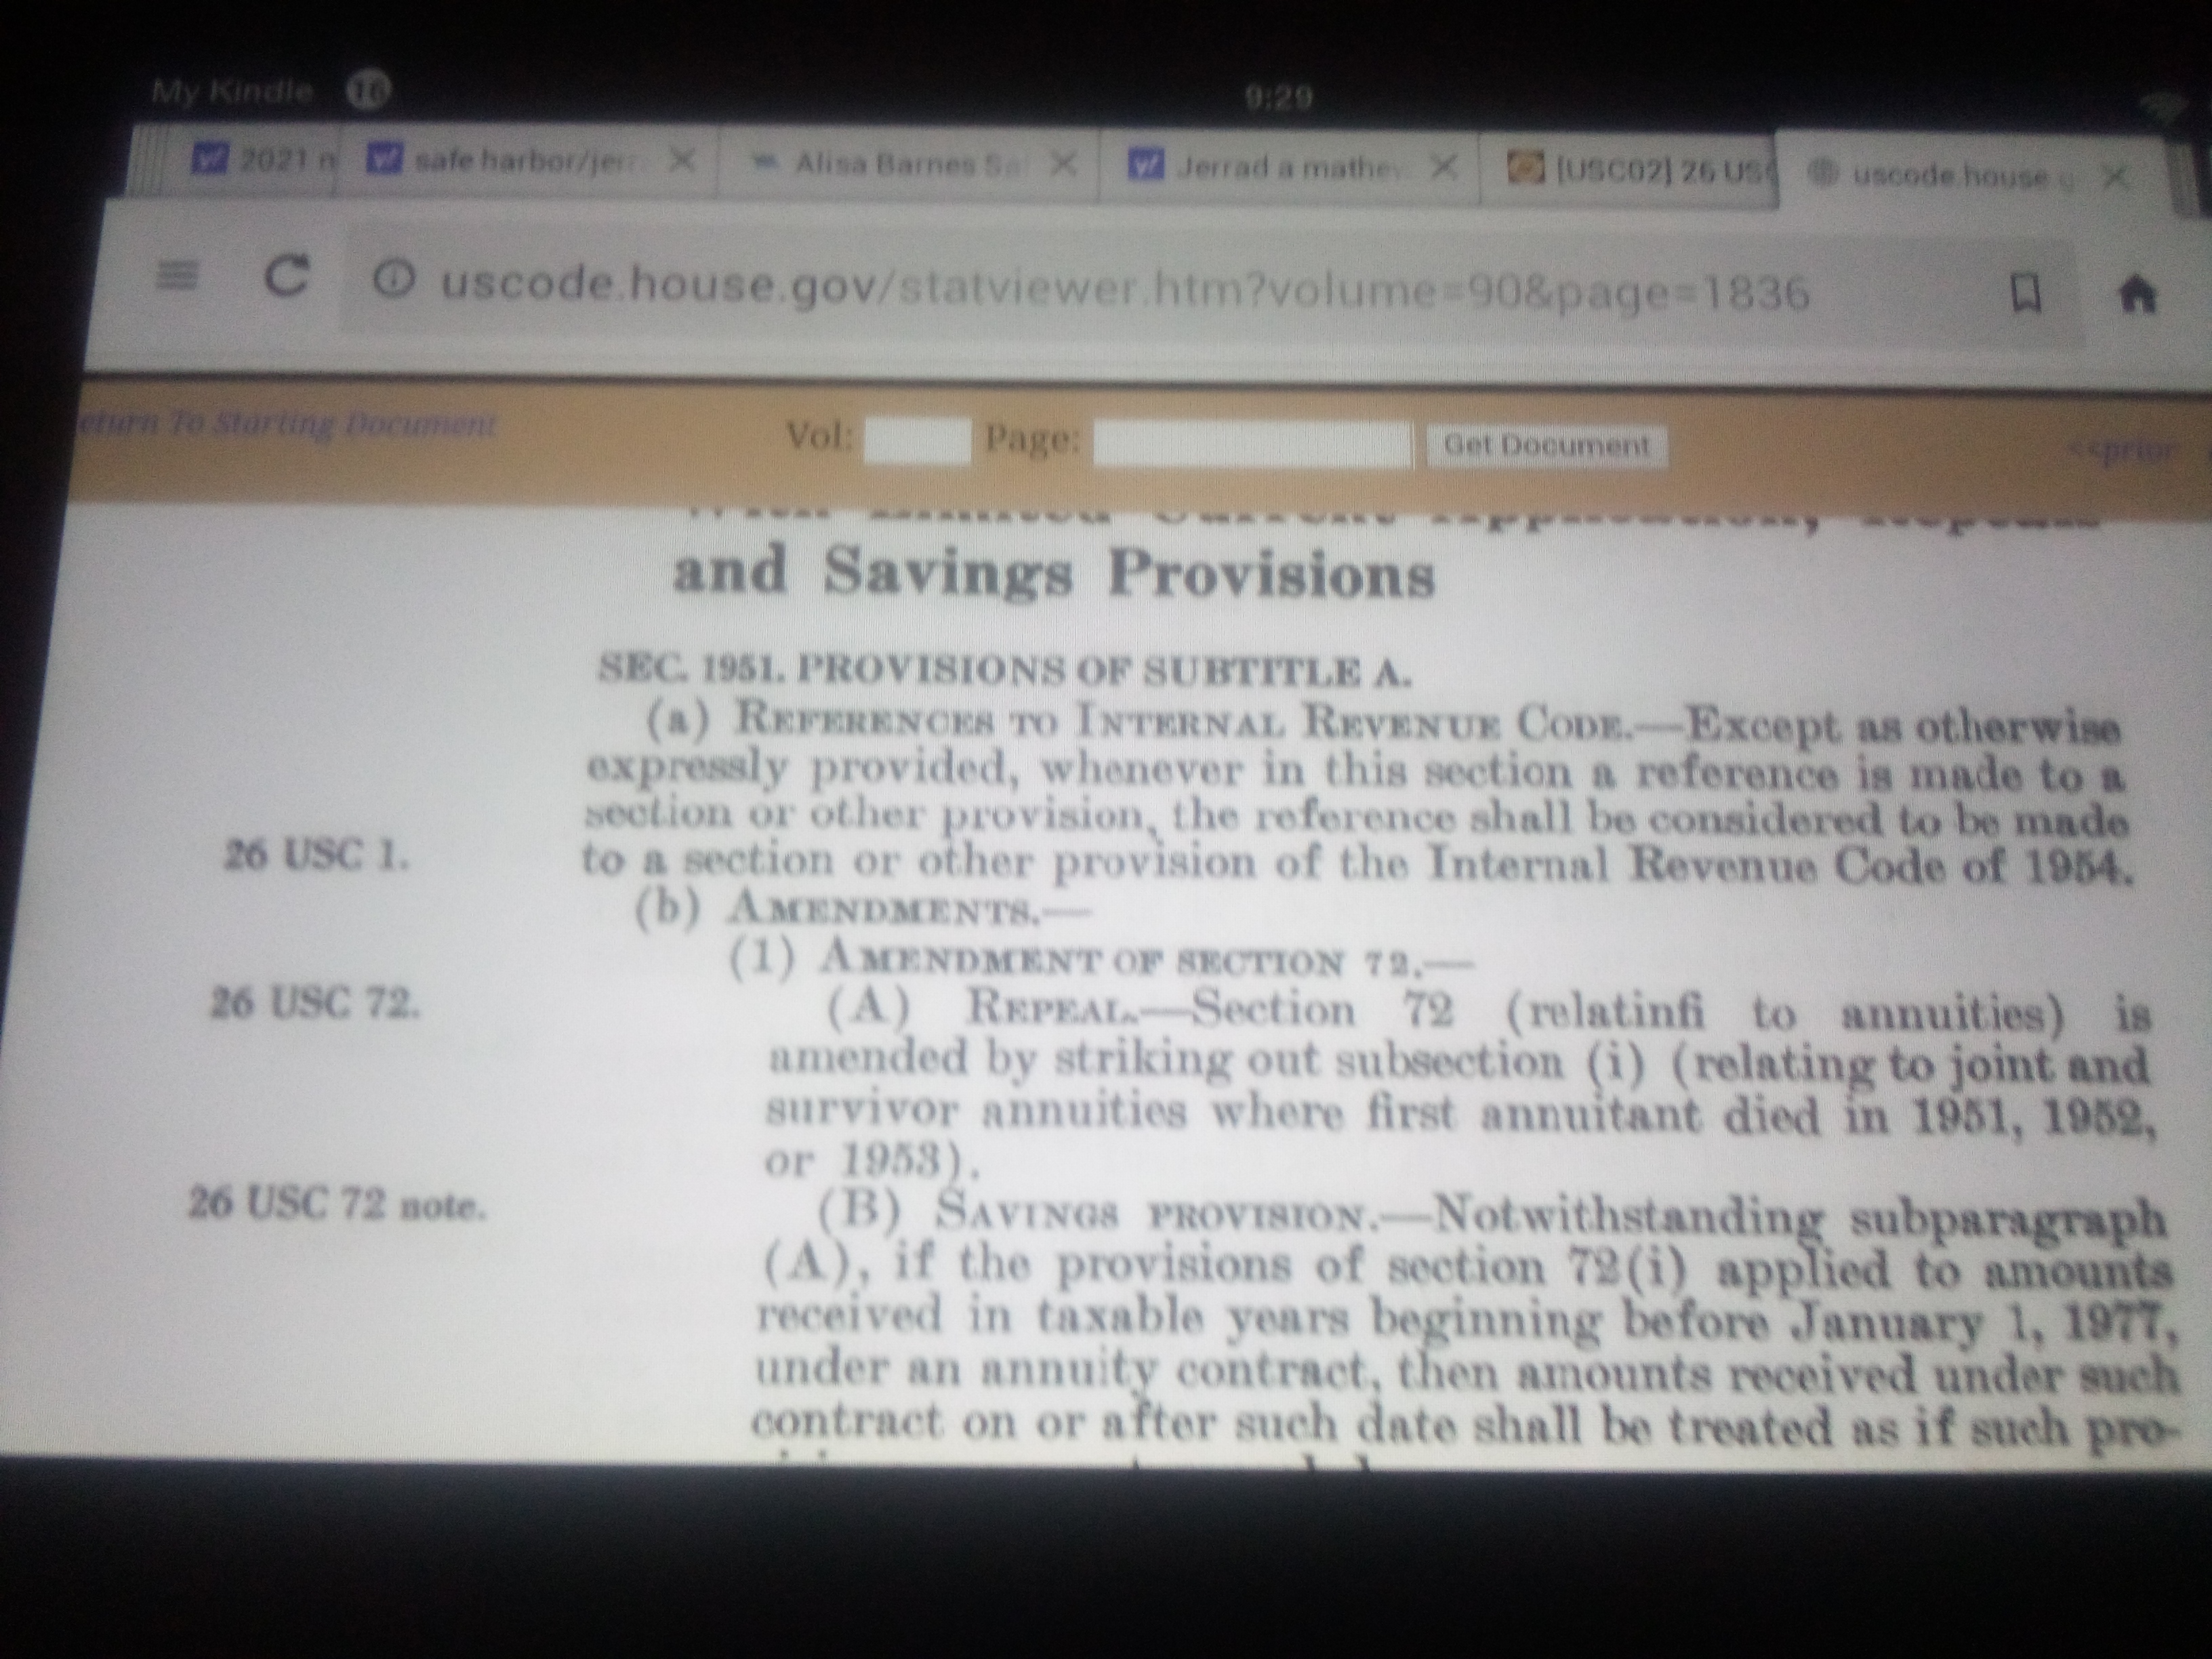 My Kindle 16 9:29
2021 n safe harbor/jerr Alisa Barnes Sa Jerrad a mathe [USC02] 26 USC uscode.house.g
uscode.house.gov/statviewer.htm?volume=90&page=1836
eturn To Starting Document Vol: Page: Get Document <<prior
With Limited Current Application; Repeals
and Savings Provisions
SEC. 1951. PROVISIONS OF SUBTITLE A.
(a) REFERENCES TO INTERNAL REVENUE CODE.—Except as otherwise
expressly provided, whenever in this section a reference is made to a
section or other provision, the reference shall be considered to be made
26 USC 1. to a section or other provision of the Internal Revenue Code of 1954.
(b) AMENDMENTS.—
(1) AMENDMENT OF SECTION 72.—
26 USC 72. (A) REPEAL.—Section 72 (relatinfi to annuities) is
amended by striking out subsection (i) (relating to joint and
survivor annuities where first annuitant died in 1951, 1952,
or 1953).
26 USC 72 note. (B) SAVINGS PROVISION.—Notwithstanding subparagraph
(A), if the provisions of section 72(i) applied to amounts
received in taxable years beginning before January 1, 1977,
under an annuity contract, then amounts received under such
contract on or after such date shall be treated as if such pro-